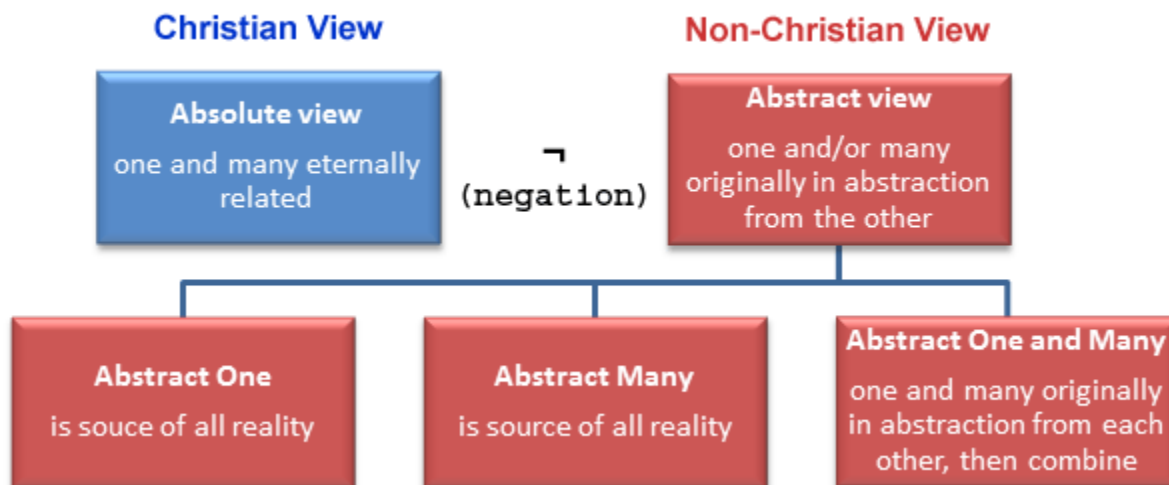 Christian View
Non-Christian View
Absolute view
one and many eternally
related
¬
(negation)
Abstract view
one and/or many
originally in abstraction
from the other
Abstract One
is souce of all reality
Abstract Many
is source of all reality
Abstract One and Many
one and many originally
in abstraction from each
other, then combine